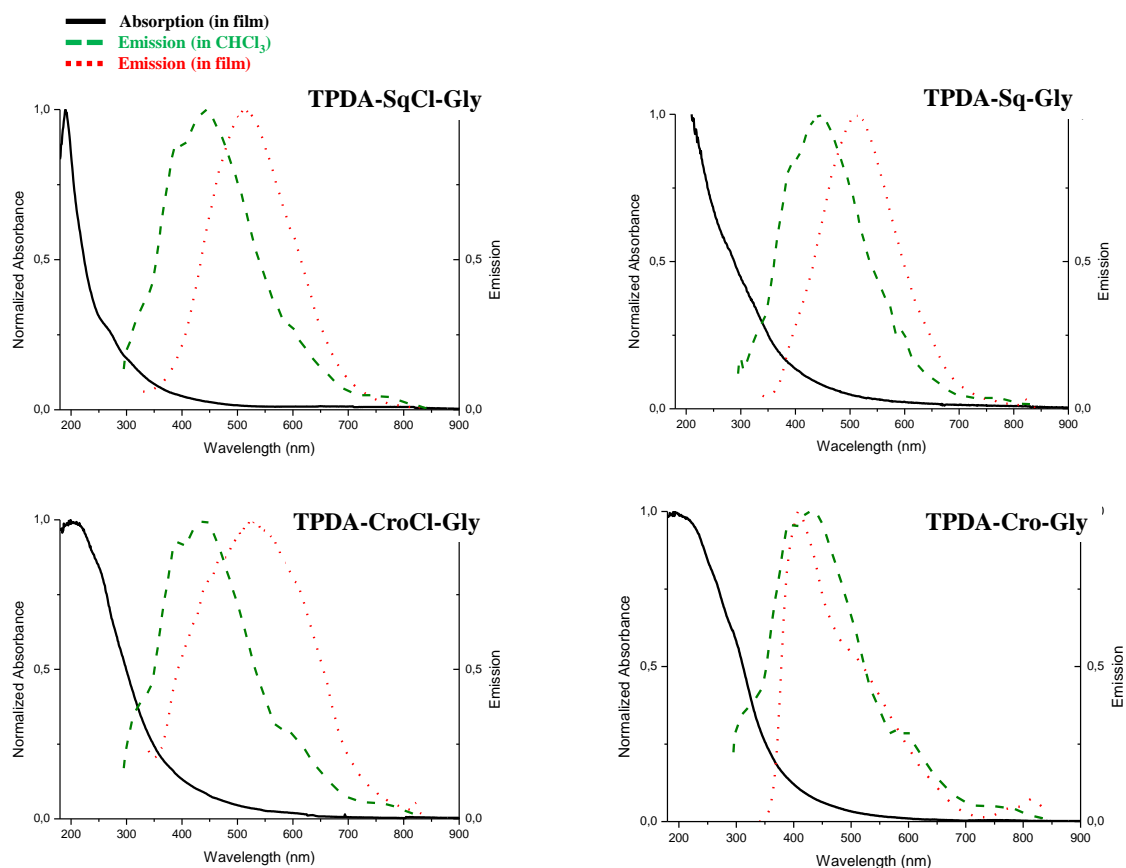 Absorption (in film)
Emission (in CHCl₃)
Emission (in film)
TPDA-SqCl-Gly
1,0
0,5
0,0
Normalized Absorbance
0,5
0,0
Emission
200 300 400 500 600 700 800 900
Wavelength (nm)
TPDA-Sq-Gly
1,0
0,5
0,0
Normalized Absorbance
0,5
0,0
Emission
200 300 400 500 600 700 800 900
Wacelength (nm)
TPDA-CroCl-Gly
1,0
0,5
0,0
Normalized Absorbance
0,5
0,0
Emission
200 300 400 500 600 700 800 900
Wavelength (nm)
TPDA-Cro-Gly
1,0
0,5
0,0
Normalized Absorbance
0,5
0,0
Emission
200 300 400 500 600 700 800 900
Wavelength (nm)